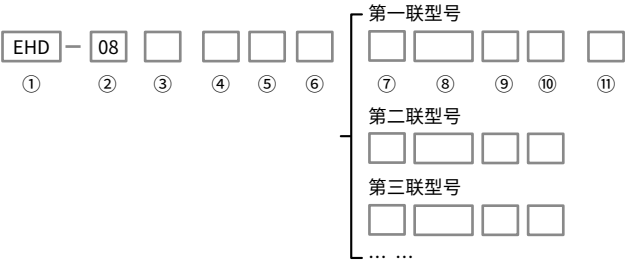 第一联型号
EHD – 08
① ② ③ ④ ⑤ ⑥ ⑦ ⑧ ⑨ ⑩ ⑪
第二联型号
第三联型号
… …